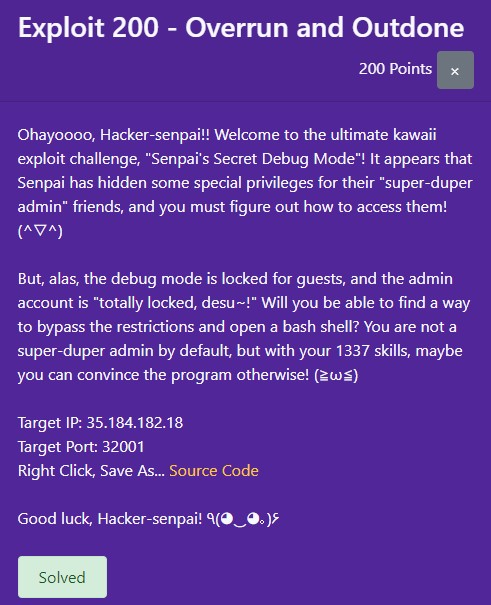 Exploit 200 - Overrun and Outdone
200 Points ×
Ohayoooo, Hacker-senpai!! Welcome to the ultimate kawaii
exploit challenge, "Senpai's Secret Debug Mode"! It appears that
Senpai has hidden some special privileges for their "super-duper
admin" friends, and you must figure out how to access them!
(^▽^)
But, alas, the debug mode is locked for guests, and the admin
account is "totally locked, desu~!" Will you be able to find a way
to bypass the restrictions and open a bash shell? You are not a
super-duper admin by default, but with your 1337 skills, maybe
you can convince the program otherwise! (≧ω≦)
Target IP: 35.184.182.18
Target Port: 32001
Right Click, Save As... Source Code
Good luck, Hacker-senpai! ٩(◕‿◕｡)۶
Solved